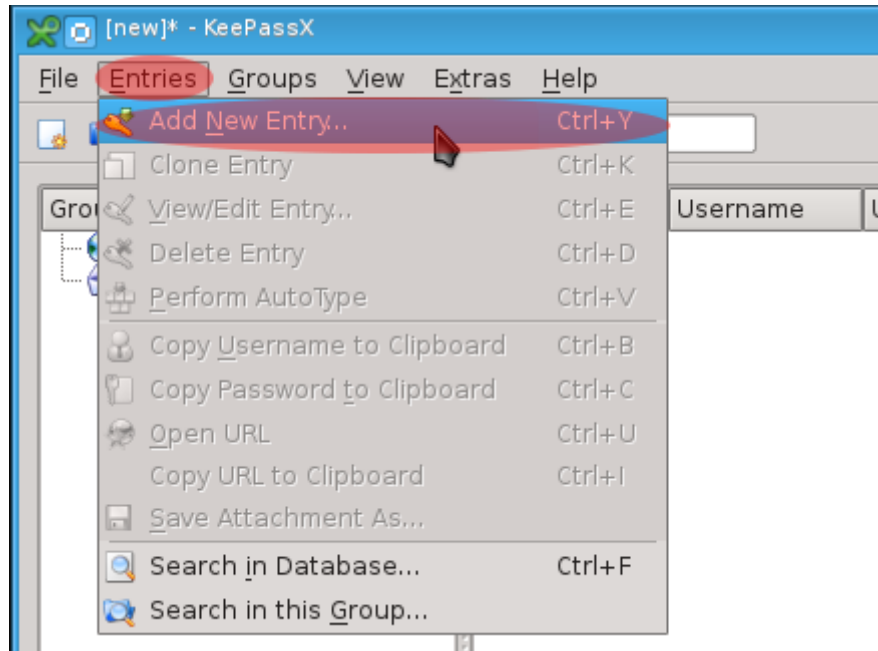 [new]* - KeePassX
File Entries Groups View Extras Help
Add New Entry... Ctrl+Y
Clone Entry Ctrl+K
View/Edit Entry... Ctrl+E
Username
Delete Entry Ctrl+D
Perform AutoType Ctrl+V
Copy Username to Clipboard Ctrl+B
Copy Password to Clipboard Ctrl+C
Open URL Ctrl+U
Copy URL to Clipboard Ctrl+I
Save Attachment As...
Search in Database... Ctrl+F
Search in this Group...